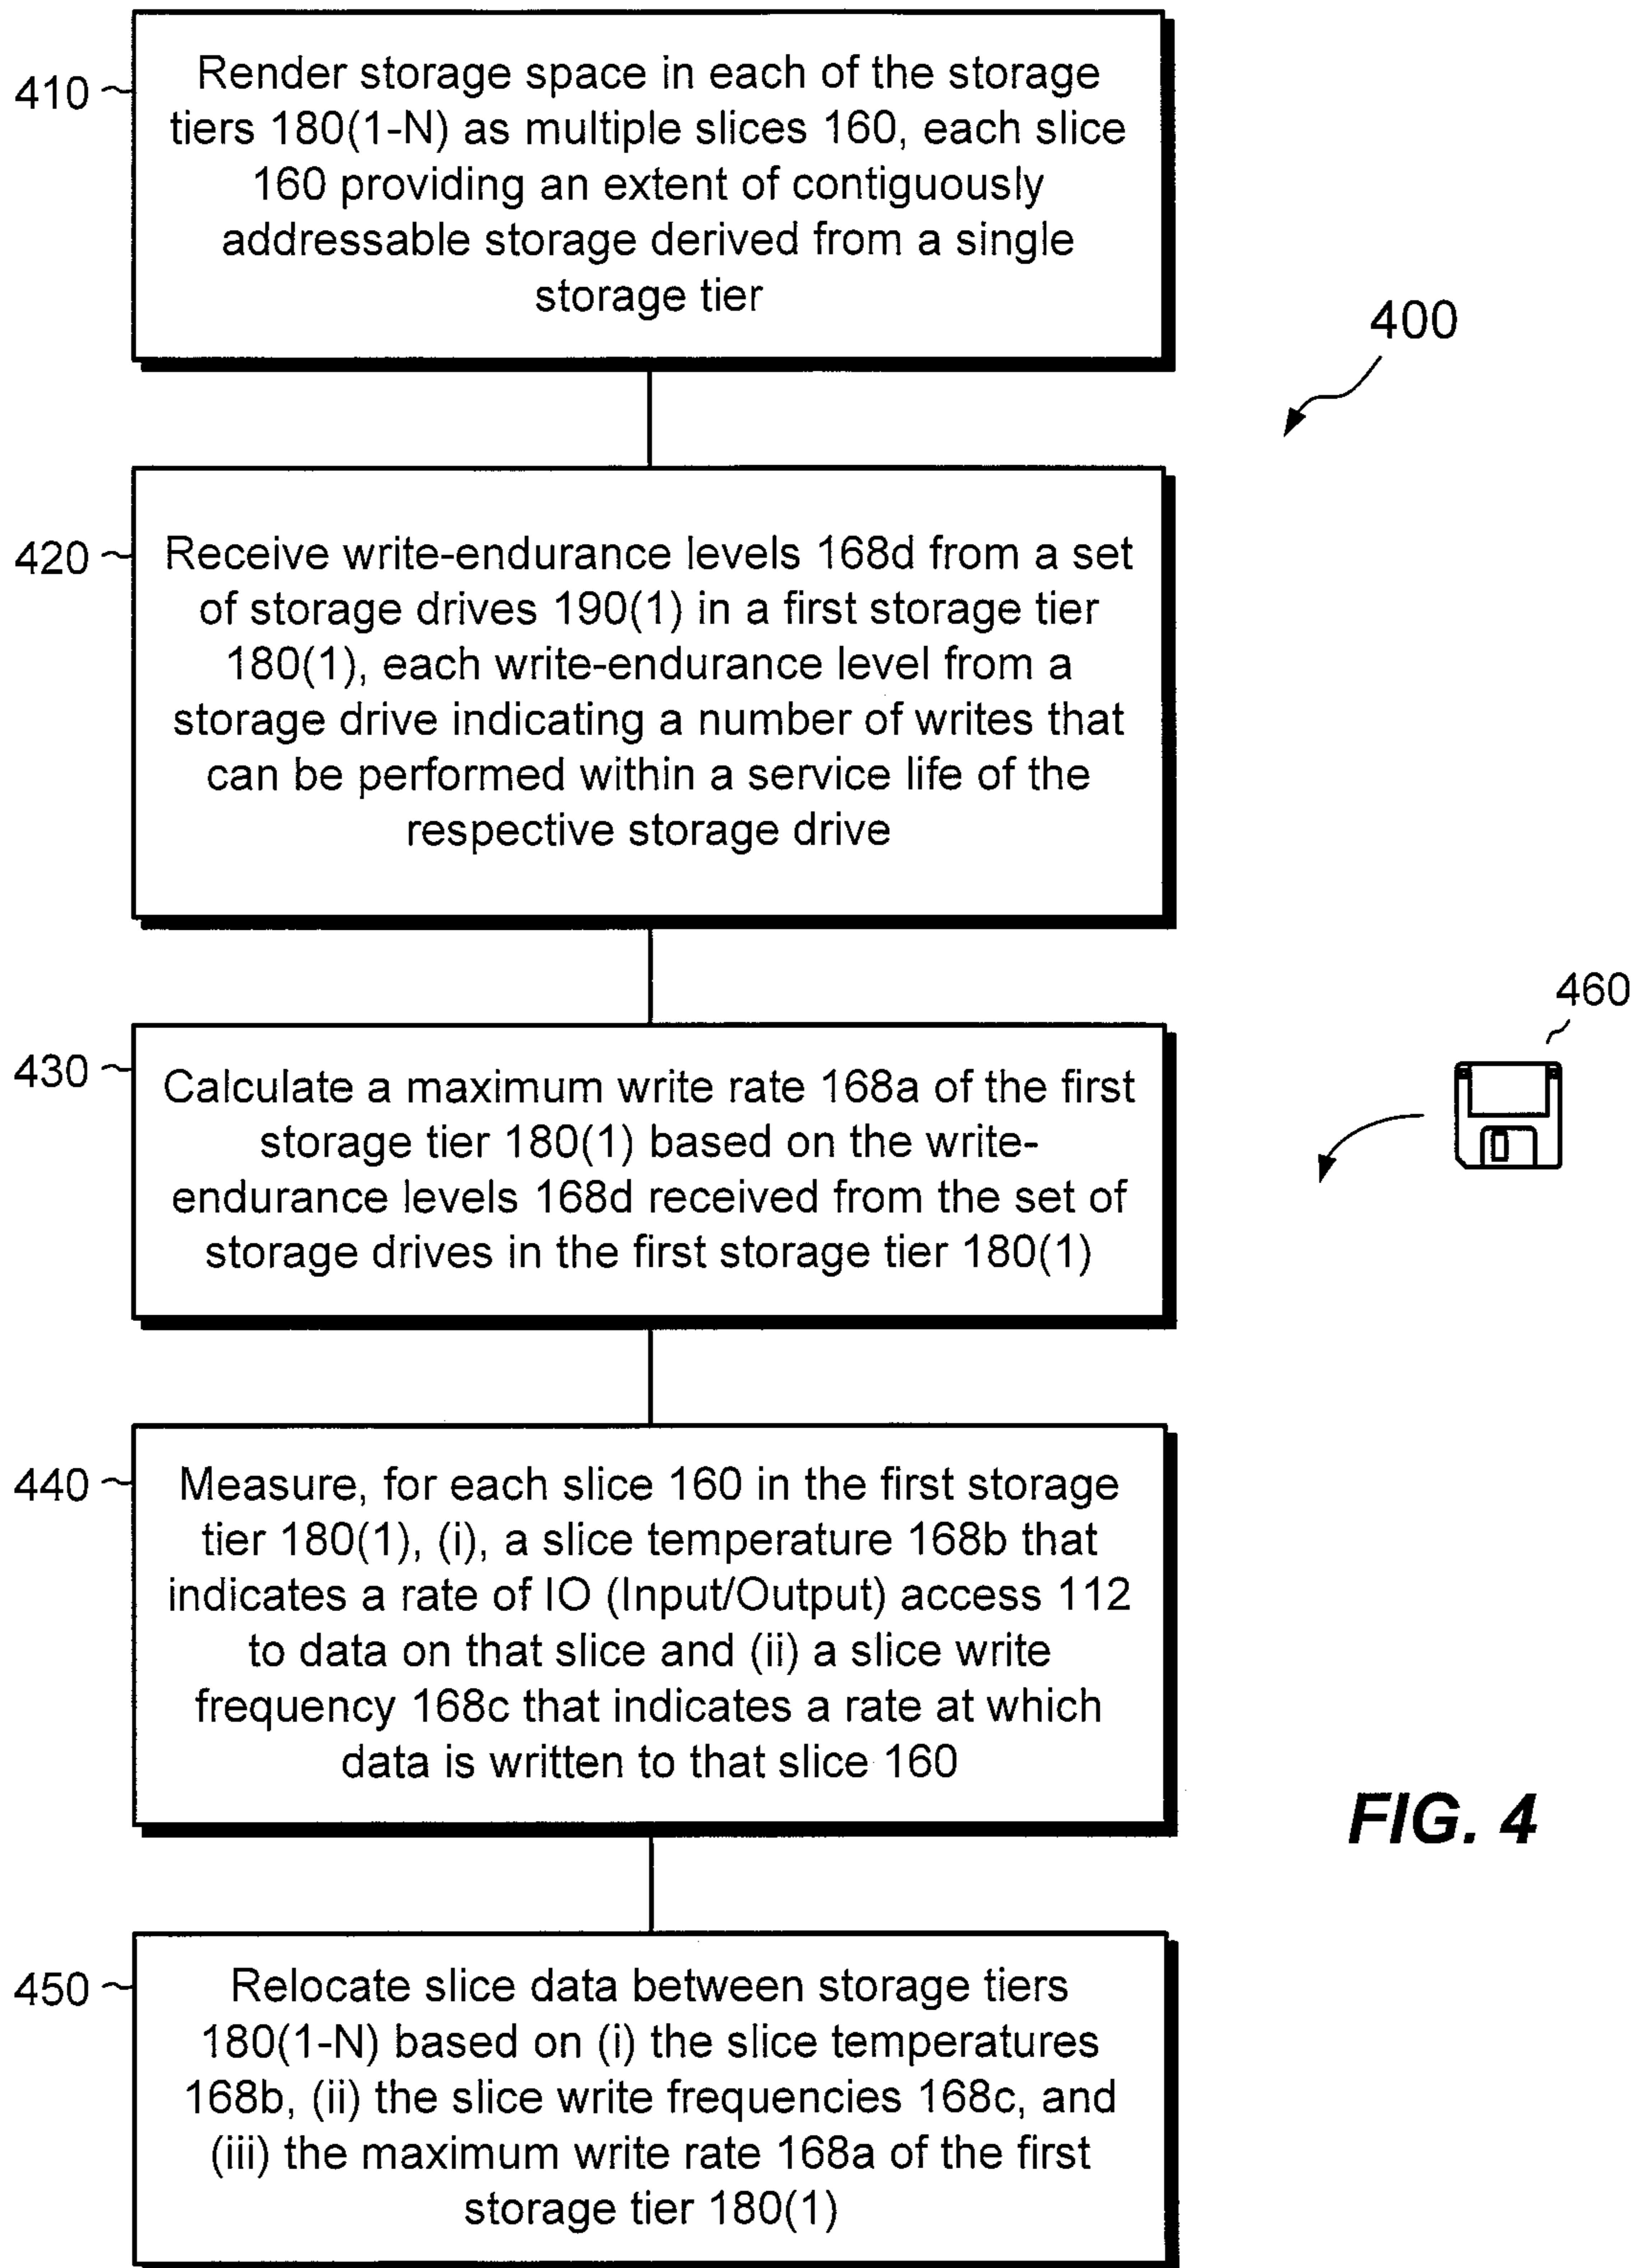 410
Render storage space in each of the storage
tiers 180(1-N) as multiple slices 160, each slice
160 providing an extent of contiguously
addressable storage derived from a single
storage tier
400
420
Receive write-endurance levels 168d from a set
of storage drives 190(1) in a first storage tier
180(1), each write-endurance level from a
storage drive indicating a number of writes that
can be performed within a service life of the
respective storage drive
460
430
Calculate a maximum write rate 168a of the first
storage tier 180(1) based on the write-
endurance levels 168d received from the set of
storage drives in the first storage tier 180(1)
440
Measure, for each slice 160 in the first storage
tier 180(1), (i), a slice temperature 168b that
indicates a rate of IO (Input/Output) access 112
to data on that slice and (ii) a slice write
frequency 168c that indicates a rate at which
data is written to that slice 160
FIG. 4
450
Relocate slice data between storage tiers
180(1-N) based on (i) the slice temperatures
168b, (ii) the slice write frequencies 168c, and
(iii) the maximum write rate 168a of the first
storage tier 180(1)